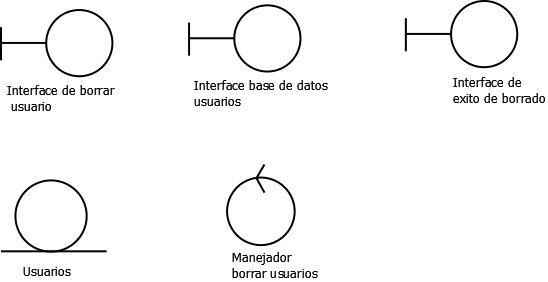 Interface de borrar
usuario
Interface base de datos
usuarios
Interface de
exito de borrado
Usuarios
Manejador
borrar usuarios